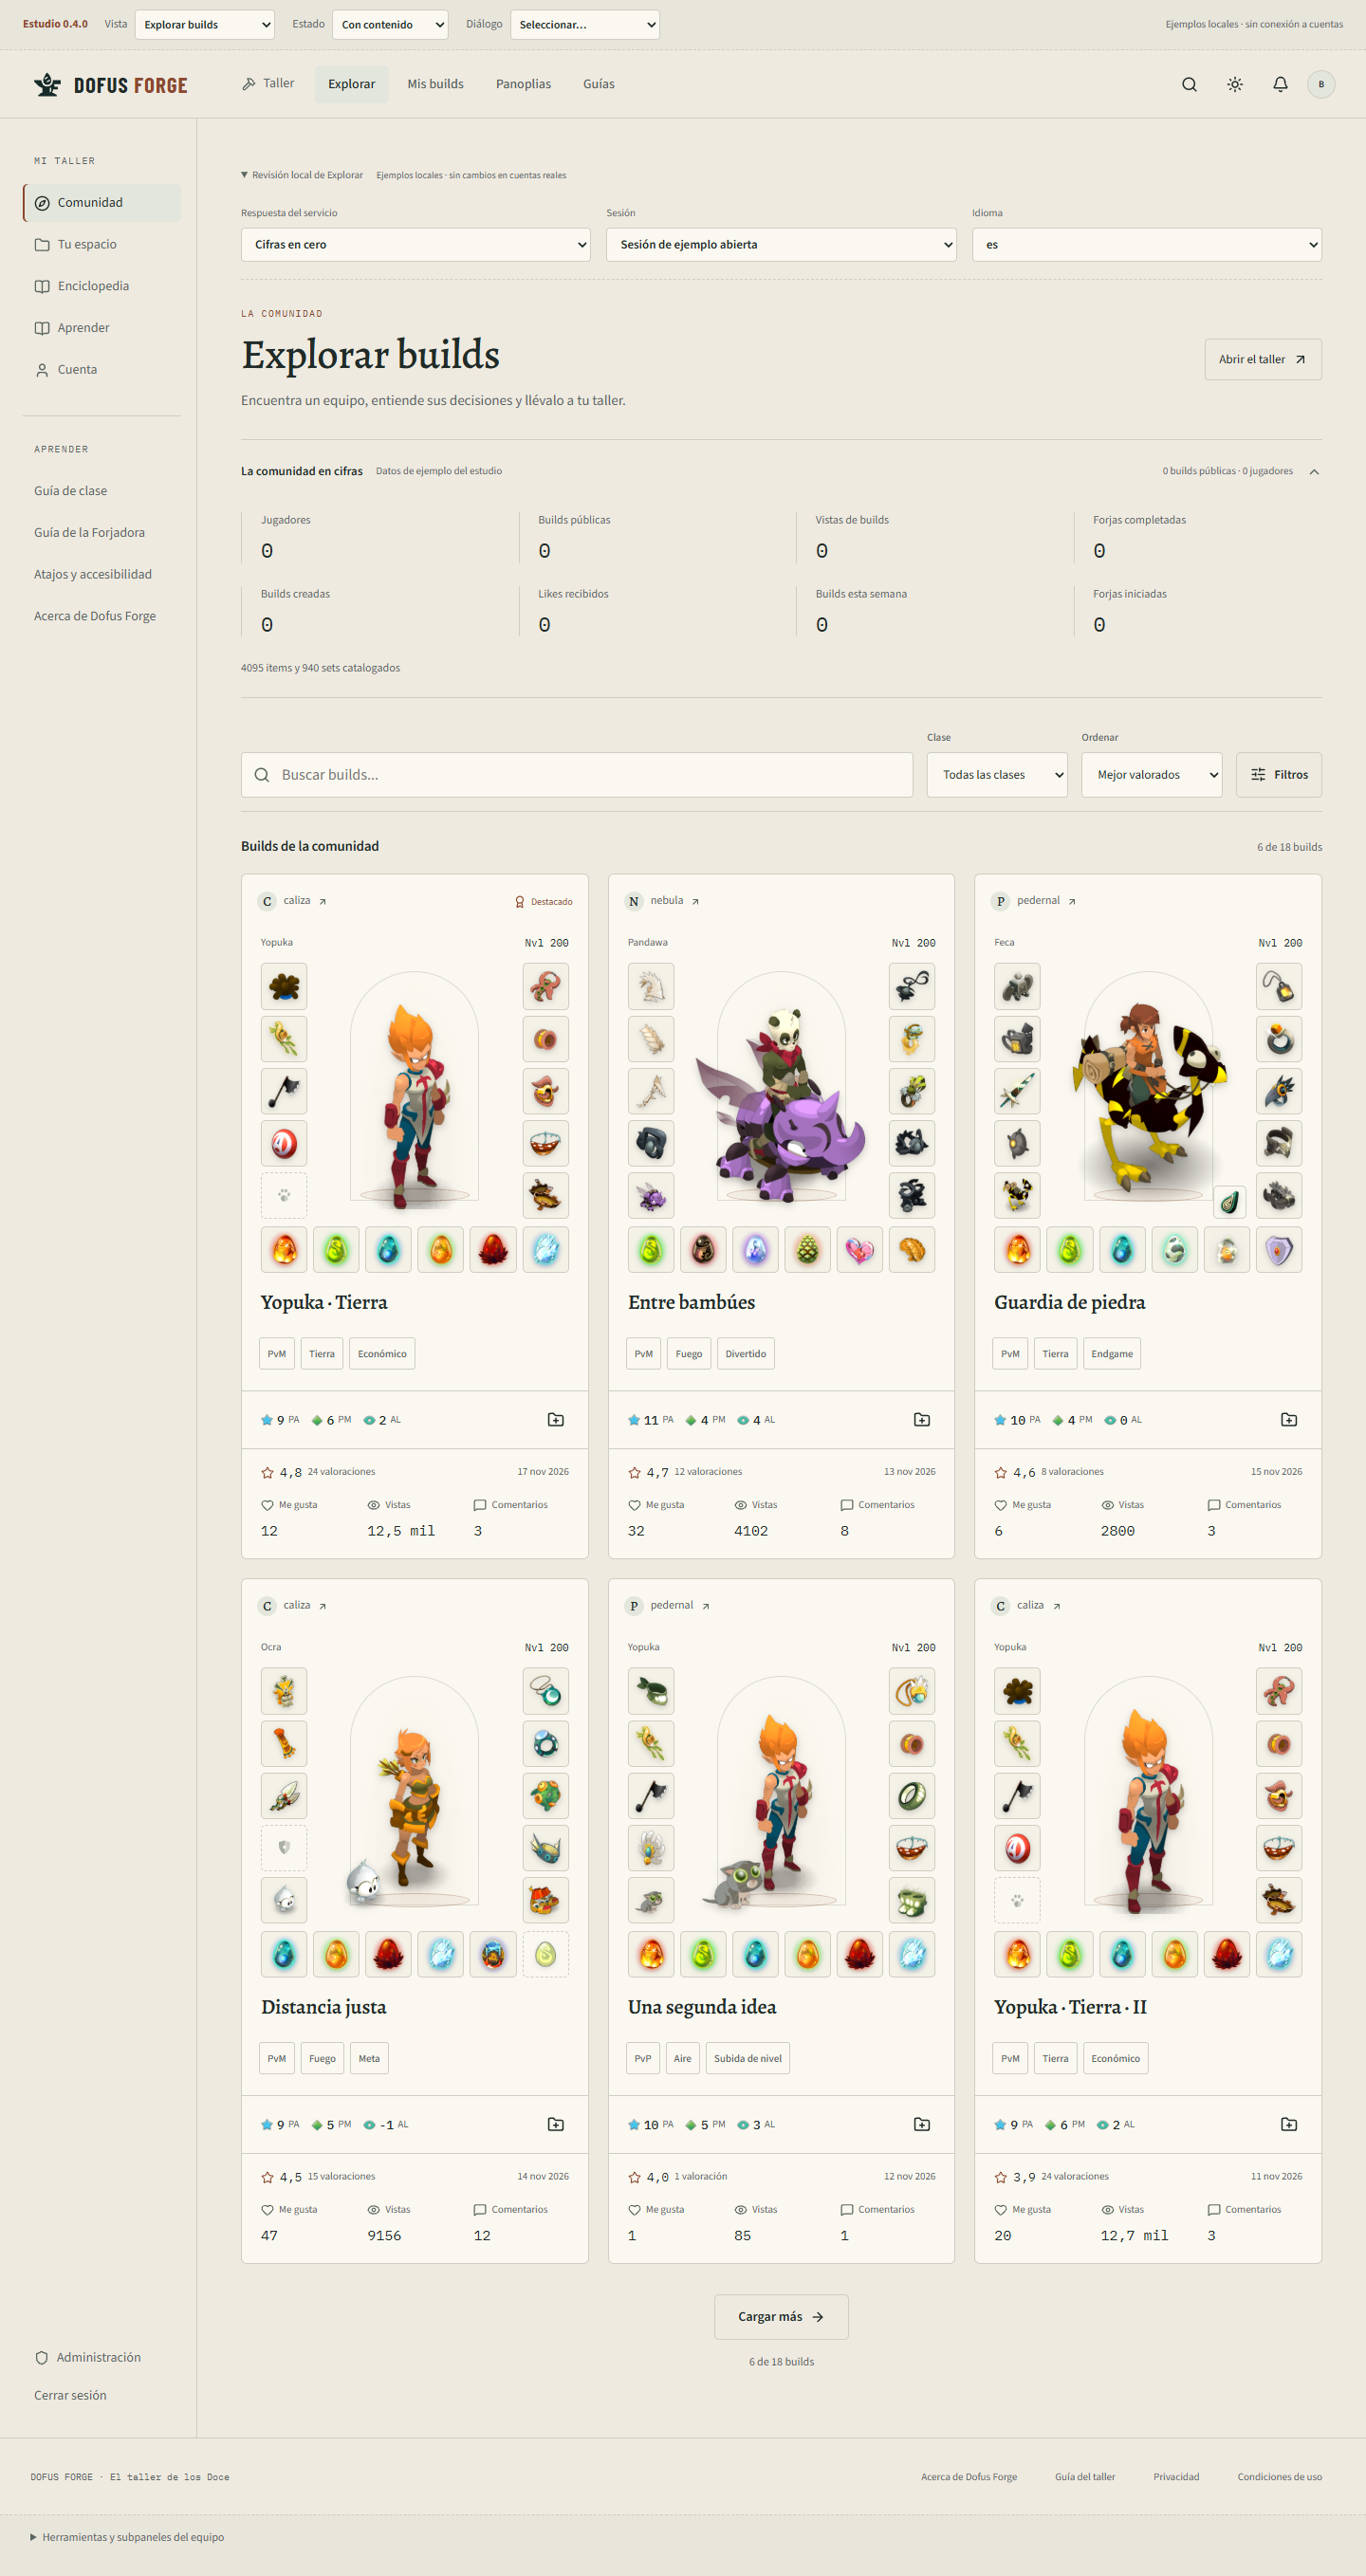 Estudio 0.4.0 Vista Explorar builds Estado Con contenido Diálogo Seleccionar... Ejemplos locales · sin conexión a cuentas
DOFUS FORGE Taller Explorar Mis builds Panoplias Guías B
MI TALLER
Comunidad
Tu espacio
Enciclopedia
Aprender
Cuenta
APRENDER
Guía de clase
Guía de la Forjadora
Atajos y accesibilidad
Acerca de Dofus Forge
Administración
Cerrar sesión
▼ Revisión local de Explorar Ejemplos locales · sin cambios en cuentas reales
Respuesta del servicio Sesión Idioma
Cifras en cero Sesión de ejemplo abierta es
LA COMUNIDAD
Explorar builds
Abrir el taller
Encuentra un equipo, entiende sus decisiones y llévalo a tu taller.
La comunidad en cifras Datos de ejemplo del estudio 0 builds públicas · 0 jugadores
Jugadores Builds públicas Vistas de builds Forjas completadas
0 0 0 0
Builds creadas Likes recibidos Builds esta semana Forjas iniciadas
0 0 0 0
4095 items y 940 sets catalogados
Clase Ordenar
Buscar builds... Todas las clases Mejor valorados Filtros
Builds de la comunidad 6 de 18 builds
C caliza Destacado
Yopuka Nvl 200
Yopuka · Tierra
PvM Tierra Económico
9 PA 6 PM 2 AL
4,8 24 valoraciones 17 nov 2026
Me gusta Vistas Comentarios
12 12,5 mil 3
N nebula
Pandawa Nvl 200
Entre bambúes
PvM Fuego Divertido
11 PA 4 PM 4 AL
4,7 12 valoraciones 13 nov 2026
Me gusta Vistas Comentarios
32 4102 8
P pedernal
Feca Nvl 200
Guardia de piedra
PvM Tierra Endgame
10 PA 4 PM 0 AL
4,6 8 valoraciones 15 nov 2026
Me gusta Vistas Comentarios
6 2800 3
C caliza
Ocra Nvl 200
Distancia justa
PvM Fuego Meta
9 PA 5 PM -1 AL
4,5 15 valoraciones 14 nov 2026
Me gusta Vistas Comentarios
47 9156 12
P pedernal
Yopuka Nvl 200
Una segunda idea
PvP Aire Subida de nivel
10 PA 5 PM 3 AL
4,0 1 valoración 12 nov 2026
Me gusta Vistas Comentarios
1 85 1
C caliza
Yopuka Nvl 200
Yopuka · Tierra · II
PvM Tierra Económico
9 PA 6 PM 2 AL
3,9 24 valoraciones 11 nov 2026
Me gusta Vistas Comentarios
20 12,7 mil 3
Cargar más
6 de 18 builds
DOFUS FORGE · El taller de los Doce Acerca de Dofus Forge Guía del taller Privacidad Condiciones de uso
▶ Herramientas y subpaneles del equipo